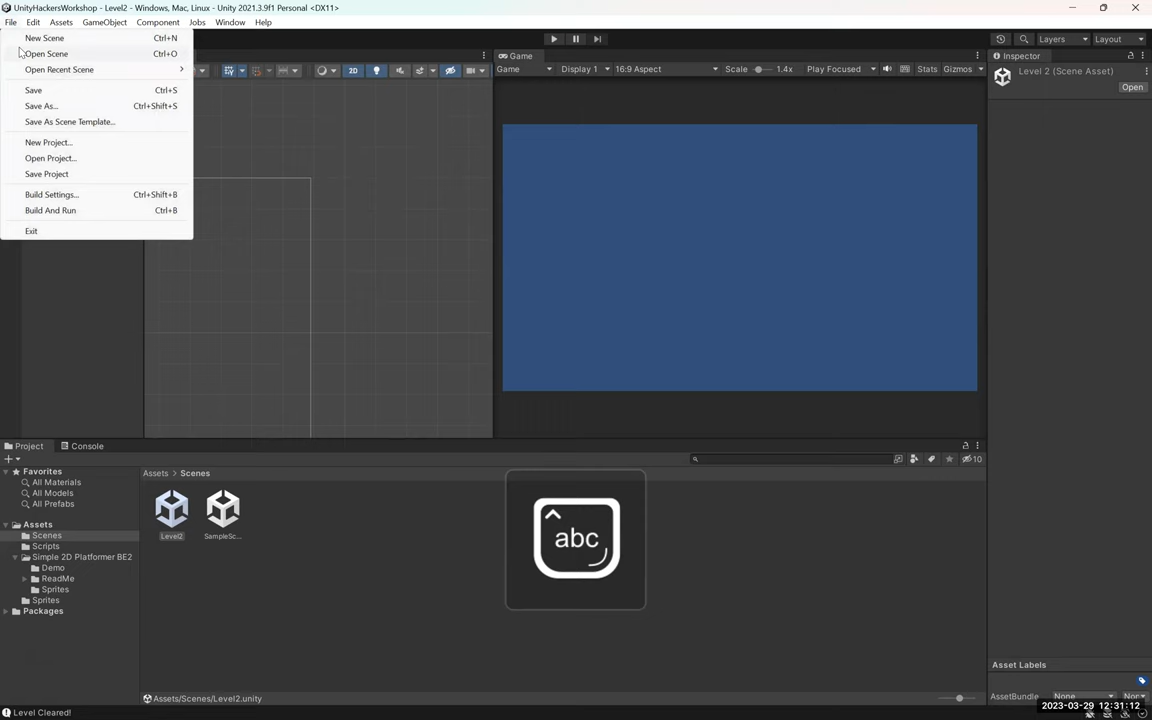 UnityHackersWorkshop - Level2 - Windows, Mac, Linux - Unity 2021.3.9f1 Personal <DX11>
File Edit Assets GameObject Component Jobs Window Help
New Scene Ctrl+N
Open Scene Ctrl+O
Open Recent Scene
Save Ctrl+S
Save As... Ctrl+Shift+S
Save As Scene Template...
New Project...
Open Project...
Save Project
Build Settings... Ctrl+Shift+B
Build And Run Ctrl+B
Exit
Layers Layout
2D
Game
Game Display 1 16:9 Aspect Scale 1.4x Play Focused Stats Gizmos
Inspector
Level 2 (Scene Asset)
Open
Project Console
10
Favorites
All Materials
All Models
All Prefabs
Assets
Scenes
Scripts
Simple 2D Platformer BE2
Demo
ReadMe
Sprites
Sprites
Packages
Assets > Scenes
Level2 SampleSc...
abc
Assets/Scenes/Level2.unity
Asset Labels
AssetBundle None
2023-03-29 12:31:12
Level Cleared!